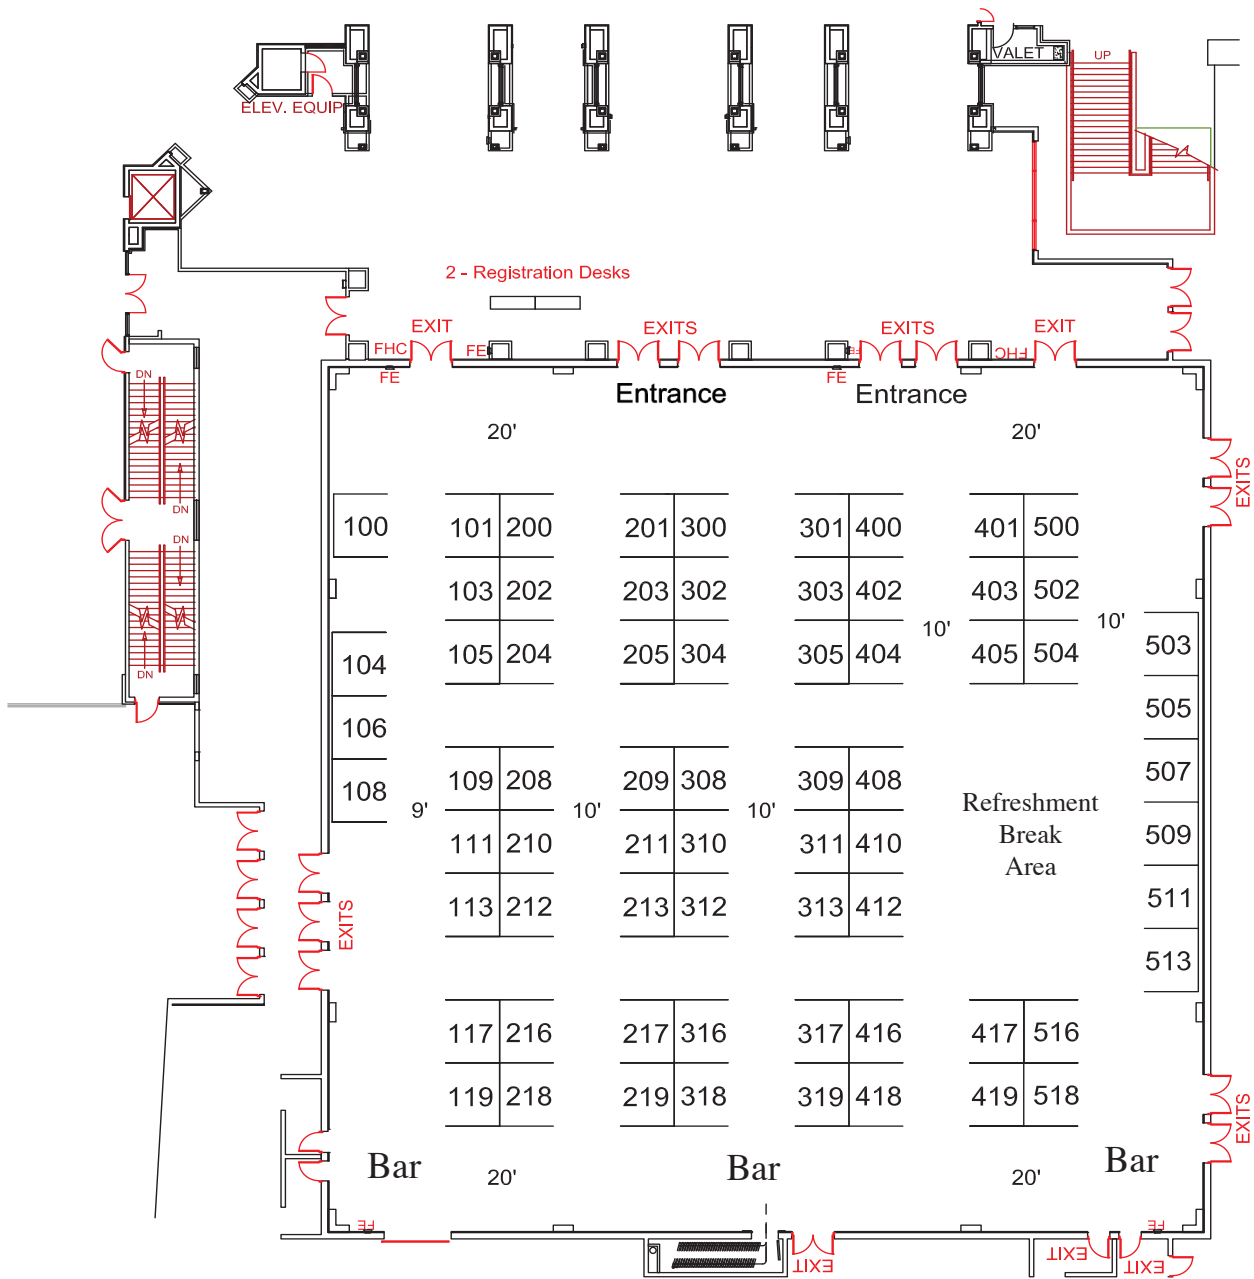 VALET
UP
ELEV. EQUIP
2 - Registration Desks
EXIT
EXITS
EXITS
EXIT
FHC
FE
FE
FHC
FE
FE
Entrance
Entrance
DN
20'
20'
EXITS
DN
DN
100
101 200
201 300
301 400
401 500
103 202
203 302
303 402
403 502
10'
10'
104
105 204
205 304
305 404
405 504
503
DN
106
505
108
109 208
209 308
309 408
507
9'
10'
10'
Refreshment
Break
Area
111 210
211 310
311 410
509
113 212
213 312
313 412
511
EXITS
513
117 216
217 316
317 416
417 516
119 218
219 318
319 418
419 518
EXITS
Bar
Bar
Bar
20'
20'
FE
FE
EXIT
EXIT
EXIT